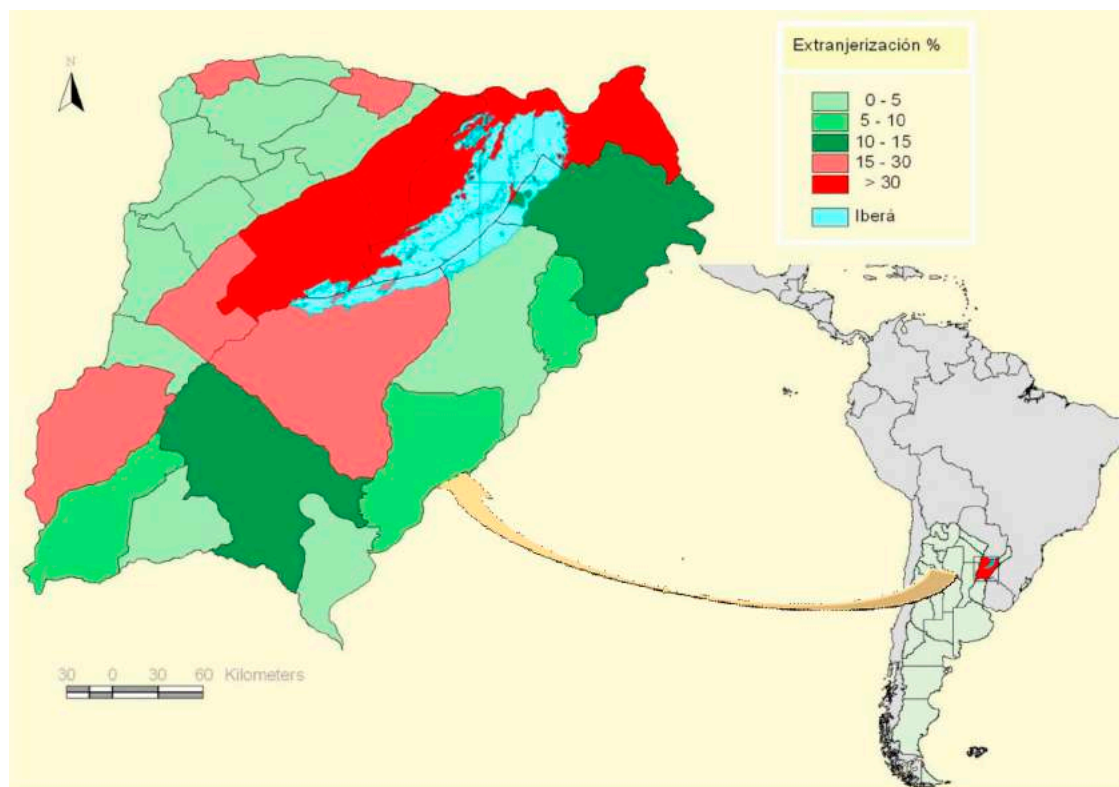 N
Extranjerización %
0 - 5
5 - 10
10 - 15
15 - 30
> 30
Iberá
30 0 30 60 Kilometers